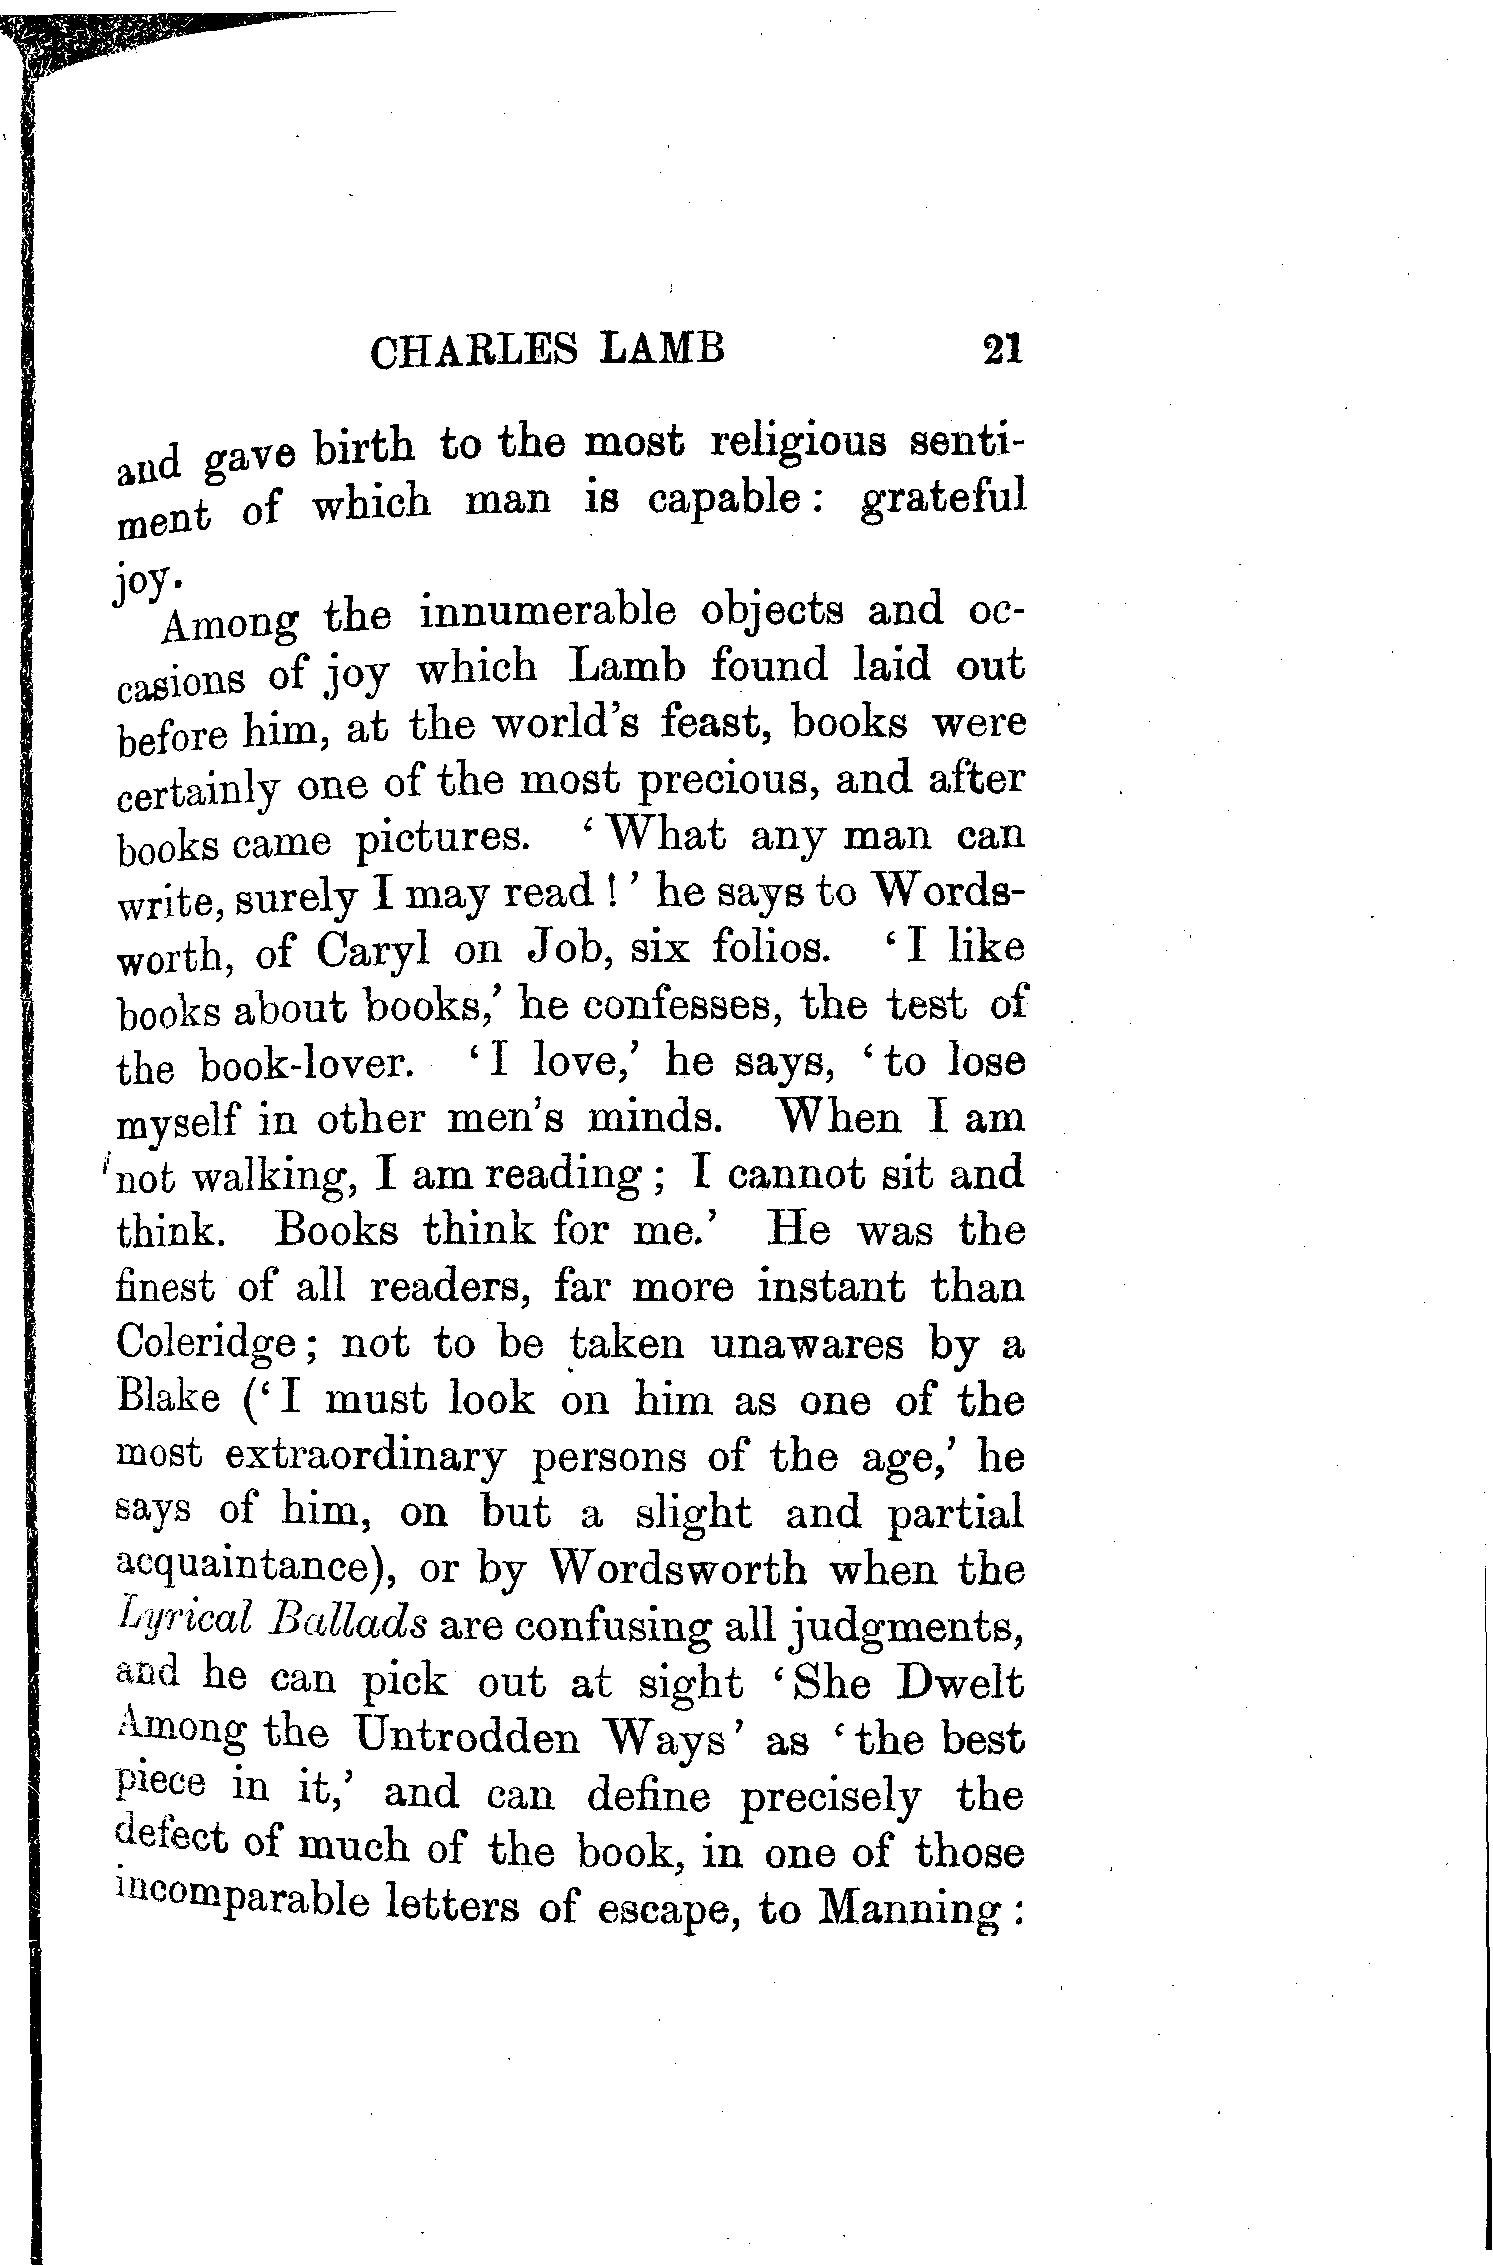 CHARLES LAMB 21
and gave birth to the most religious senti-
ment of which man is capable: grateful
joy.
Among the innumerable objects and oc-
casions of joy which Lamb found laid out
before him, at the world's feast, books were
certainly one of the most precious, and after
books came pictures. ‘What any man can
write, surely I may read!’ he says to Words-
worth, of Caryl on Job, six folios. ‘I like
books about books,’ he confesses, the test of
the book-lover. ‘I love,’ he says, ‘to lose
myself in other men's minds. When I am
not walking, I am reading; I cannot sit and
think. Books think for me.’ He was the
finest of all readers, far more instant than
Coleridge; not to be taken unawares by a
Blake (‘I must look on him as one of the
most extraordinary persons of the age,’ he
says of him, on but a slight and partial
acquaintance), or by Wordsworth when the
Lyrical Ballads are confusing all judgments,
and he can pick out at sight ‘She Dwelt
Among the Untrodden Ways’ as ‘the best
piece in it,’ and can define precisely the
defect of much of the book, in one of those
incomparable letters of escape, to Manning: